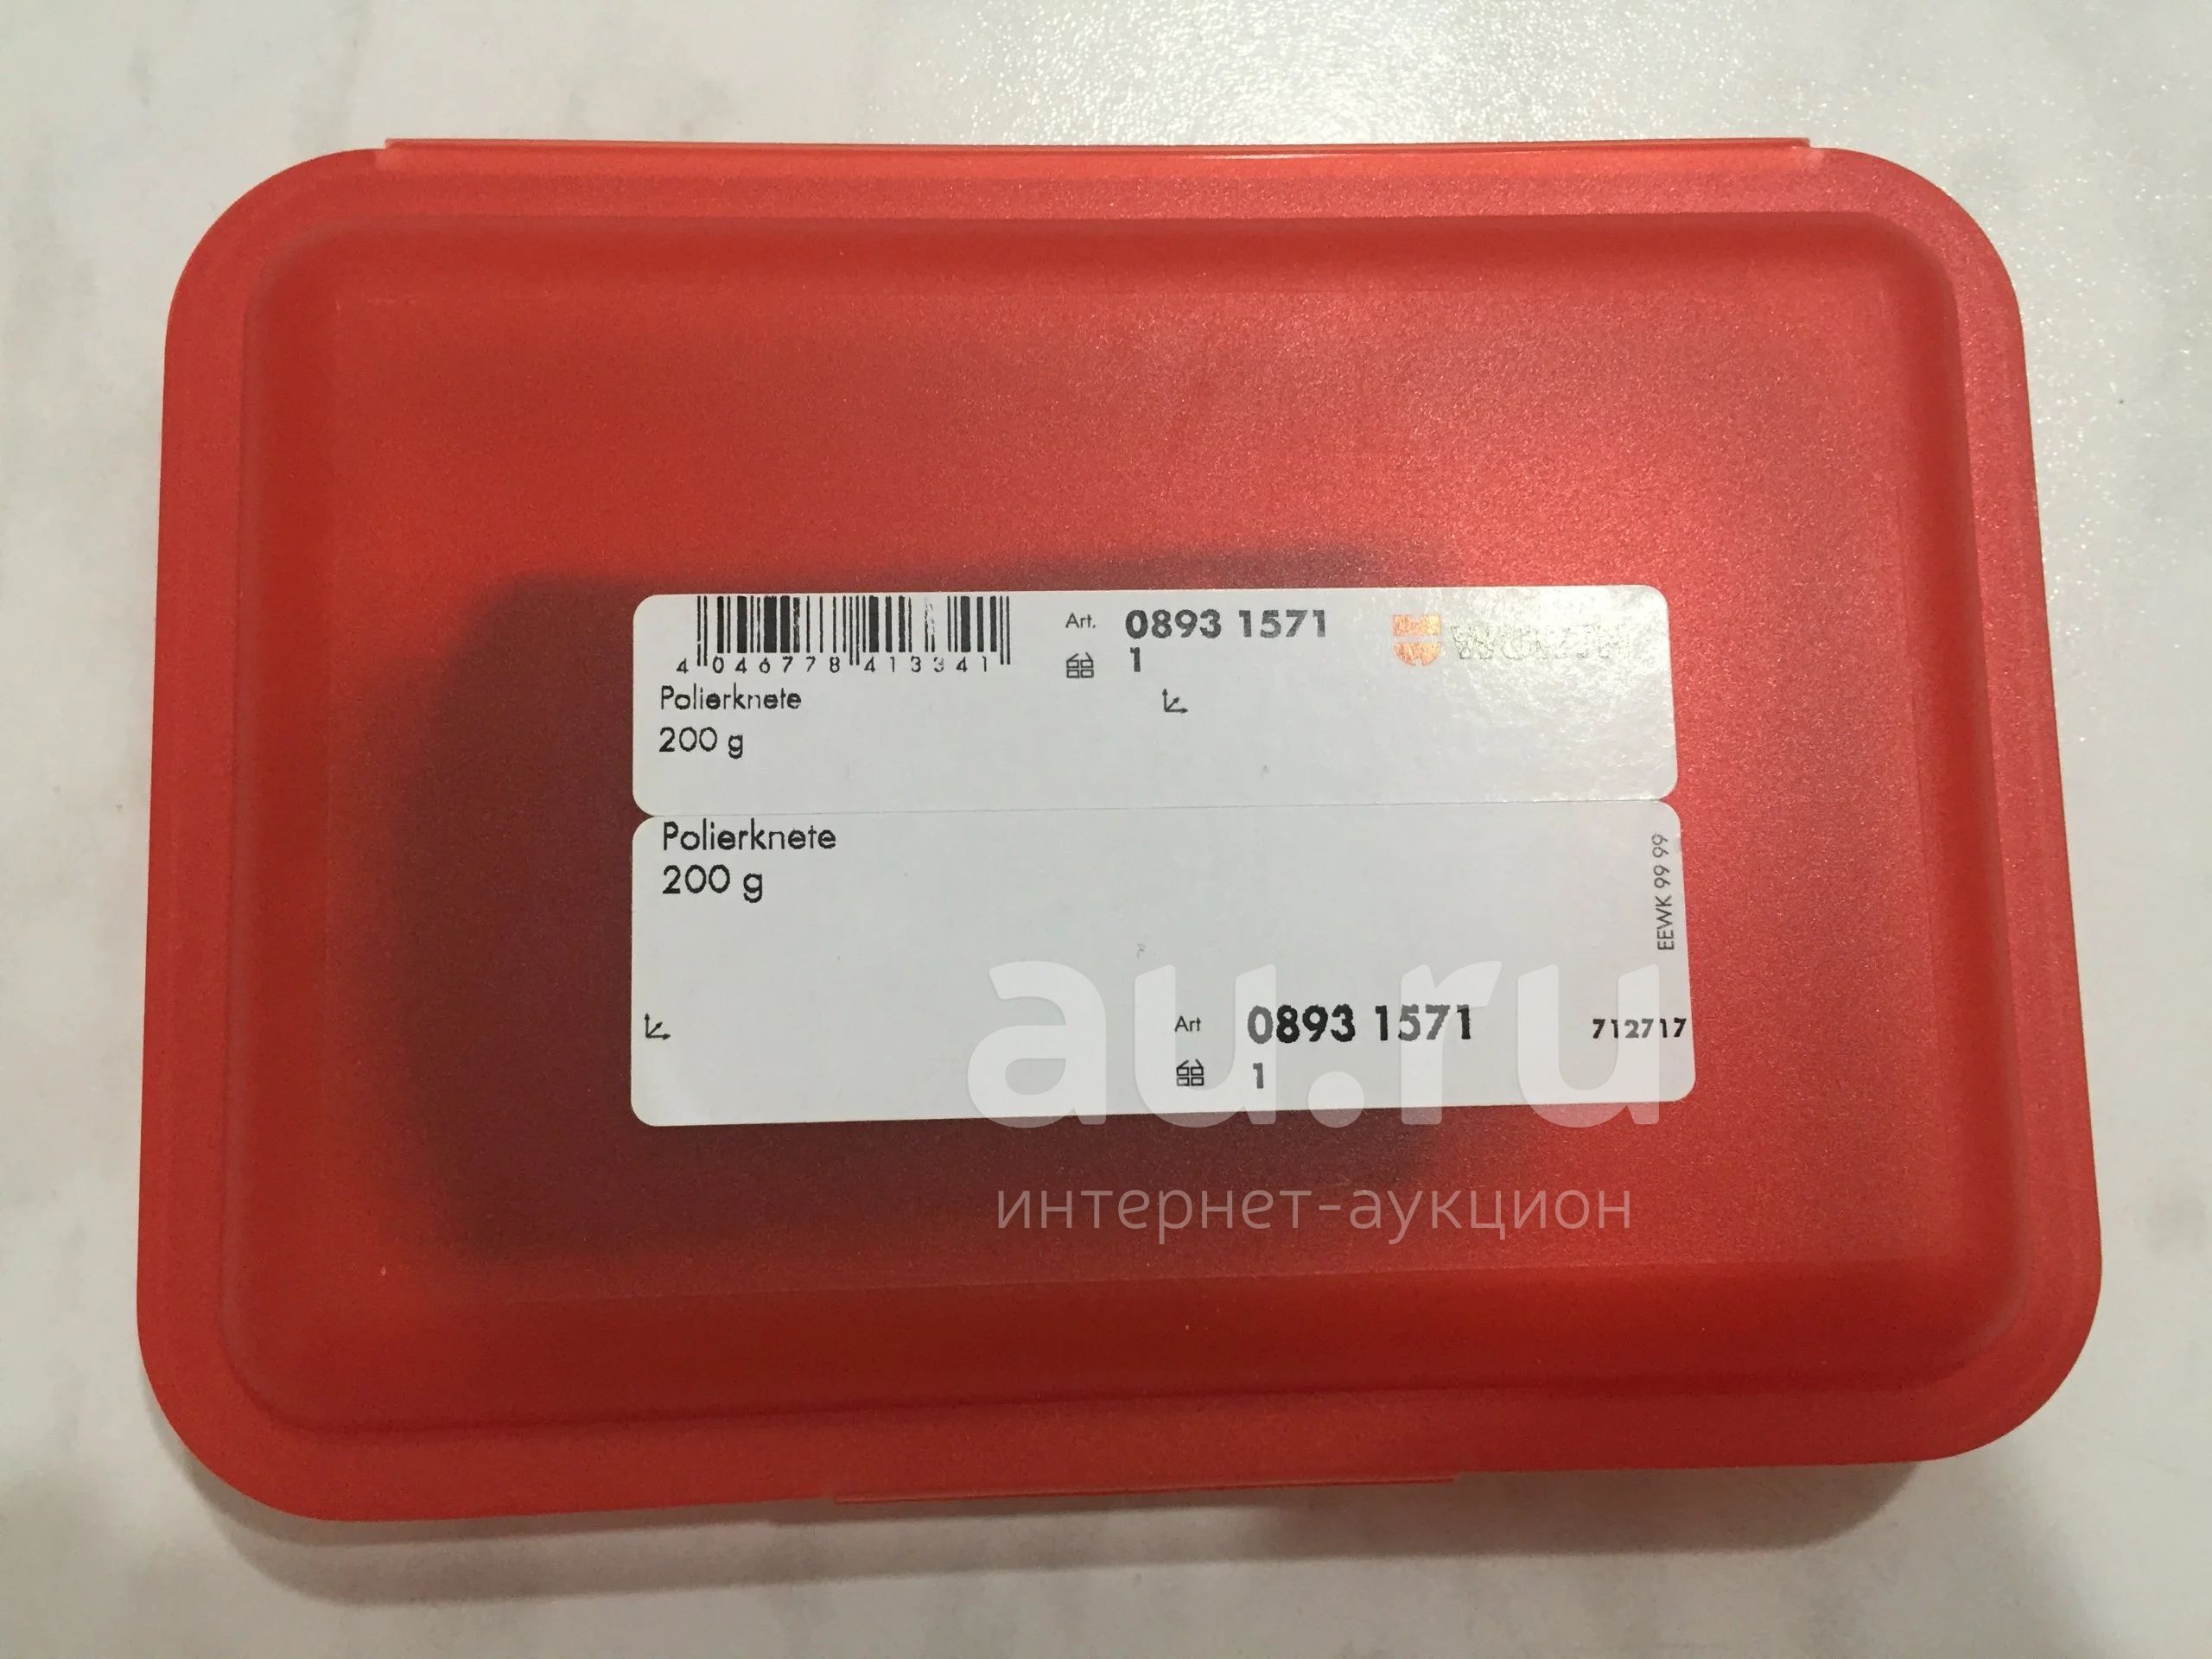 Art. 0893 1571
WÜRTH
1
4 046778 413341
Polierknete
200 g
Polierknete
200 g
EEWK 99 99
Art 0893 1571
712717
1
au.ru
интернет-аукцион